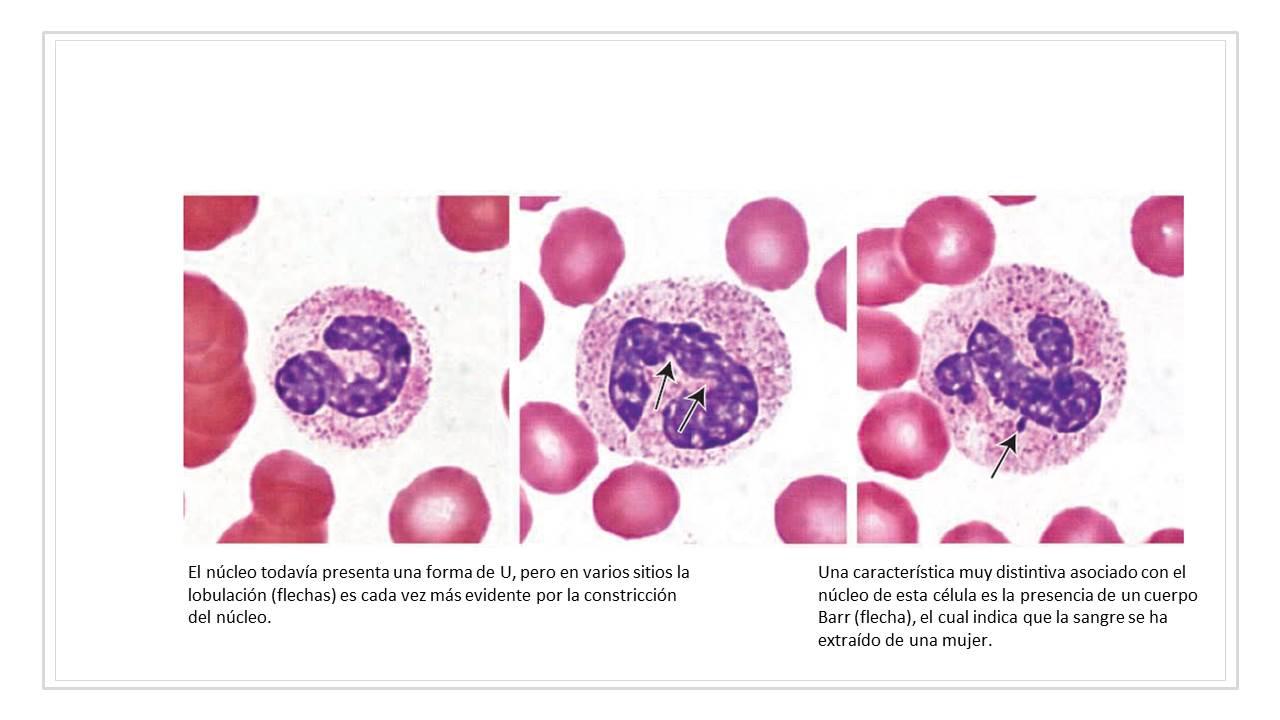 El núcleo todavía presenta una forma de U, pero en varios sitios la
lobulación (flechas) es cada vez más evidente por la constricción
del núcleo.
Una característica muy distintiva asociado con el
núcleo de esta célula es la presencia de un cuerpo
Barr (flecha), el cual indica que la sangre se ha
extraído de una mujer.